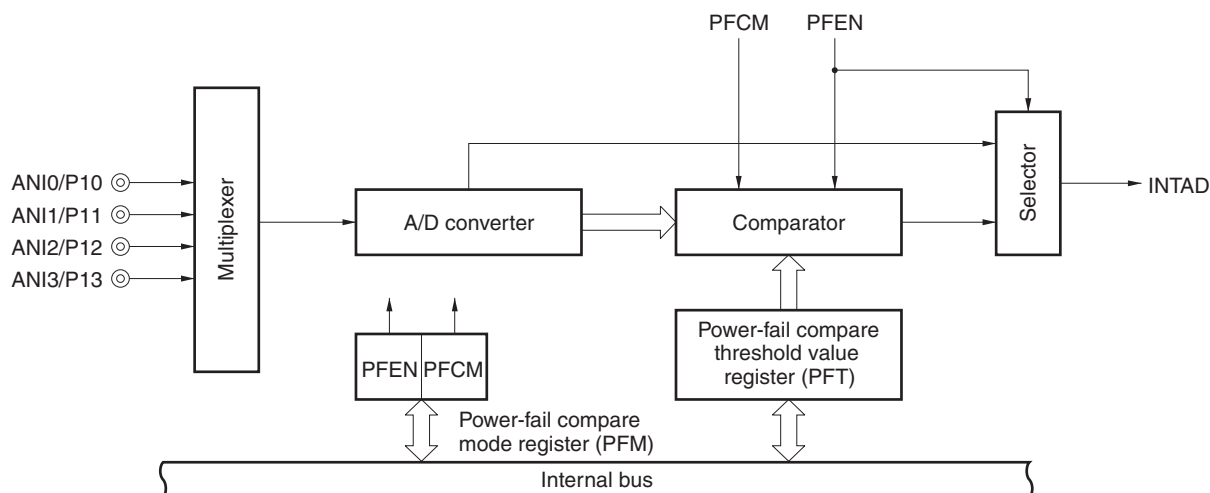 PFCM
PFEN
ANI0/P10
ANI1/P11
ANI2/P12
ANI3/P13
Multiplexer
A/D converter
Comparator
Selector
INTAD
PFEN
PFCM
Power-fail compare
mode register (PFM)
Power-fail compare
threshold value
register (PFT)
Internal bus